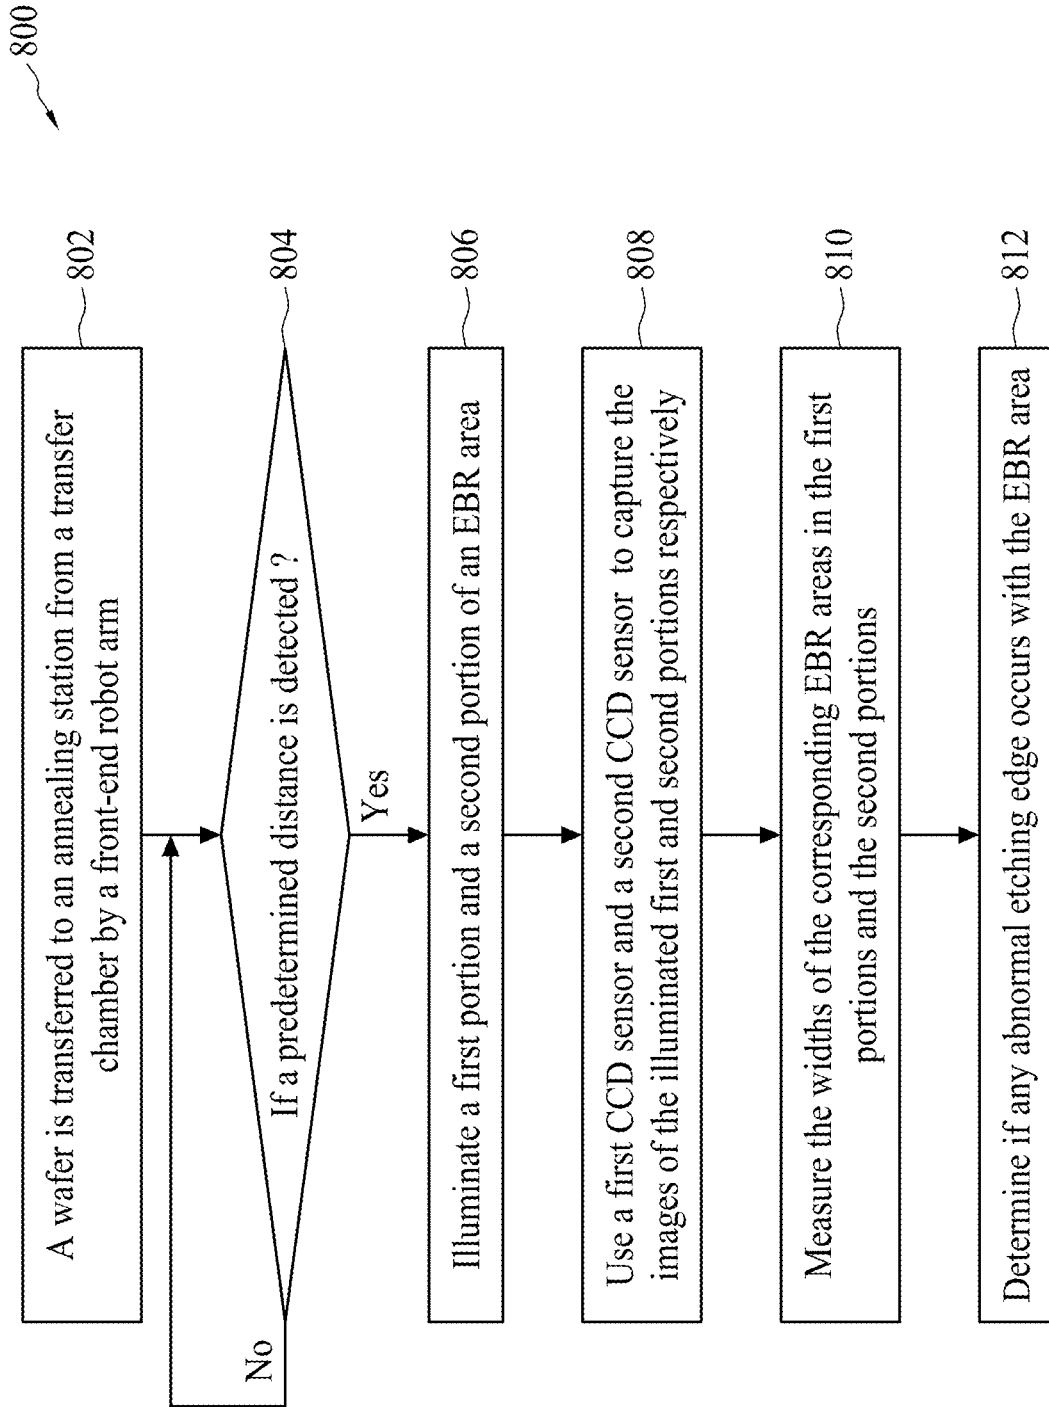 800
A wafer is transferred to an annealing station from a transfer
chamber by a front-end robot arm
802
If a predetermined distance is detected ?
804
No
Yes
Illuminate a first portion and a second portion of an EBR area
806
Use a first CCD sensor and a second CCD sensor to capture the
images of the illuminated first and second portions respectively
808
Measure the widths of the corresponding EBR areas in the first
portions and the second portions
810
Determine if any abnormal etching edge occurs with the EBR area
812